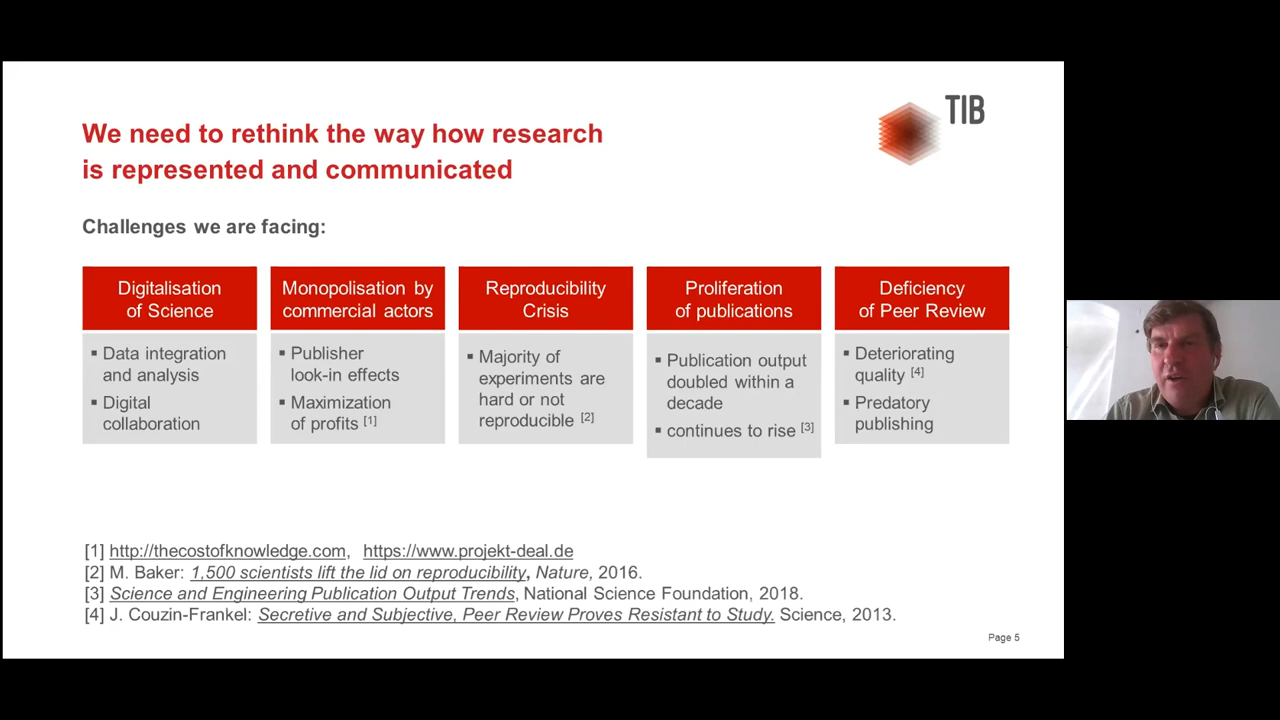 TIB
We need to rethink the way how research
is represented and communicated
Challenges we are facing:
Digitalisation
of Science
▪ Data integration
and analysis
▪ Digital
collaboration
Monopolisation by
commercial actors
▪ Publisher
look-in effects
▪ Maximization
of profits [1]
Reproducibility
Crisis
▪ Majority of
experiments are
hard or not
reproducible [2]
Proliferation
of publications
▪ Publication output
doubled within a
decade
▪ continues to rise [3]
Deficiency
of Peer Review
▪ Deteriorating
quality [4]
▪ Predatory
publishing
[1] http://thecostofknowledge.com, https://www.projekt-deal.de
[2] M. Baker: 1,500 scientists lift the lid on reproducibility, Nature, 2016.
[3] Science and Engineering Publication Output Trends, National Science Foundation, 2018.
[4] J. Couzin-Frankel: Secretive and Subjective, Peer Review Proves Resistant to Study. Science, 2013.
Page 5